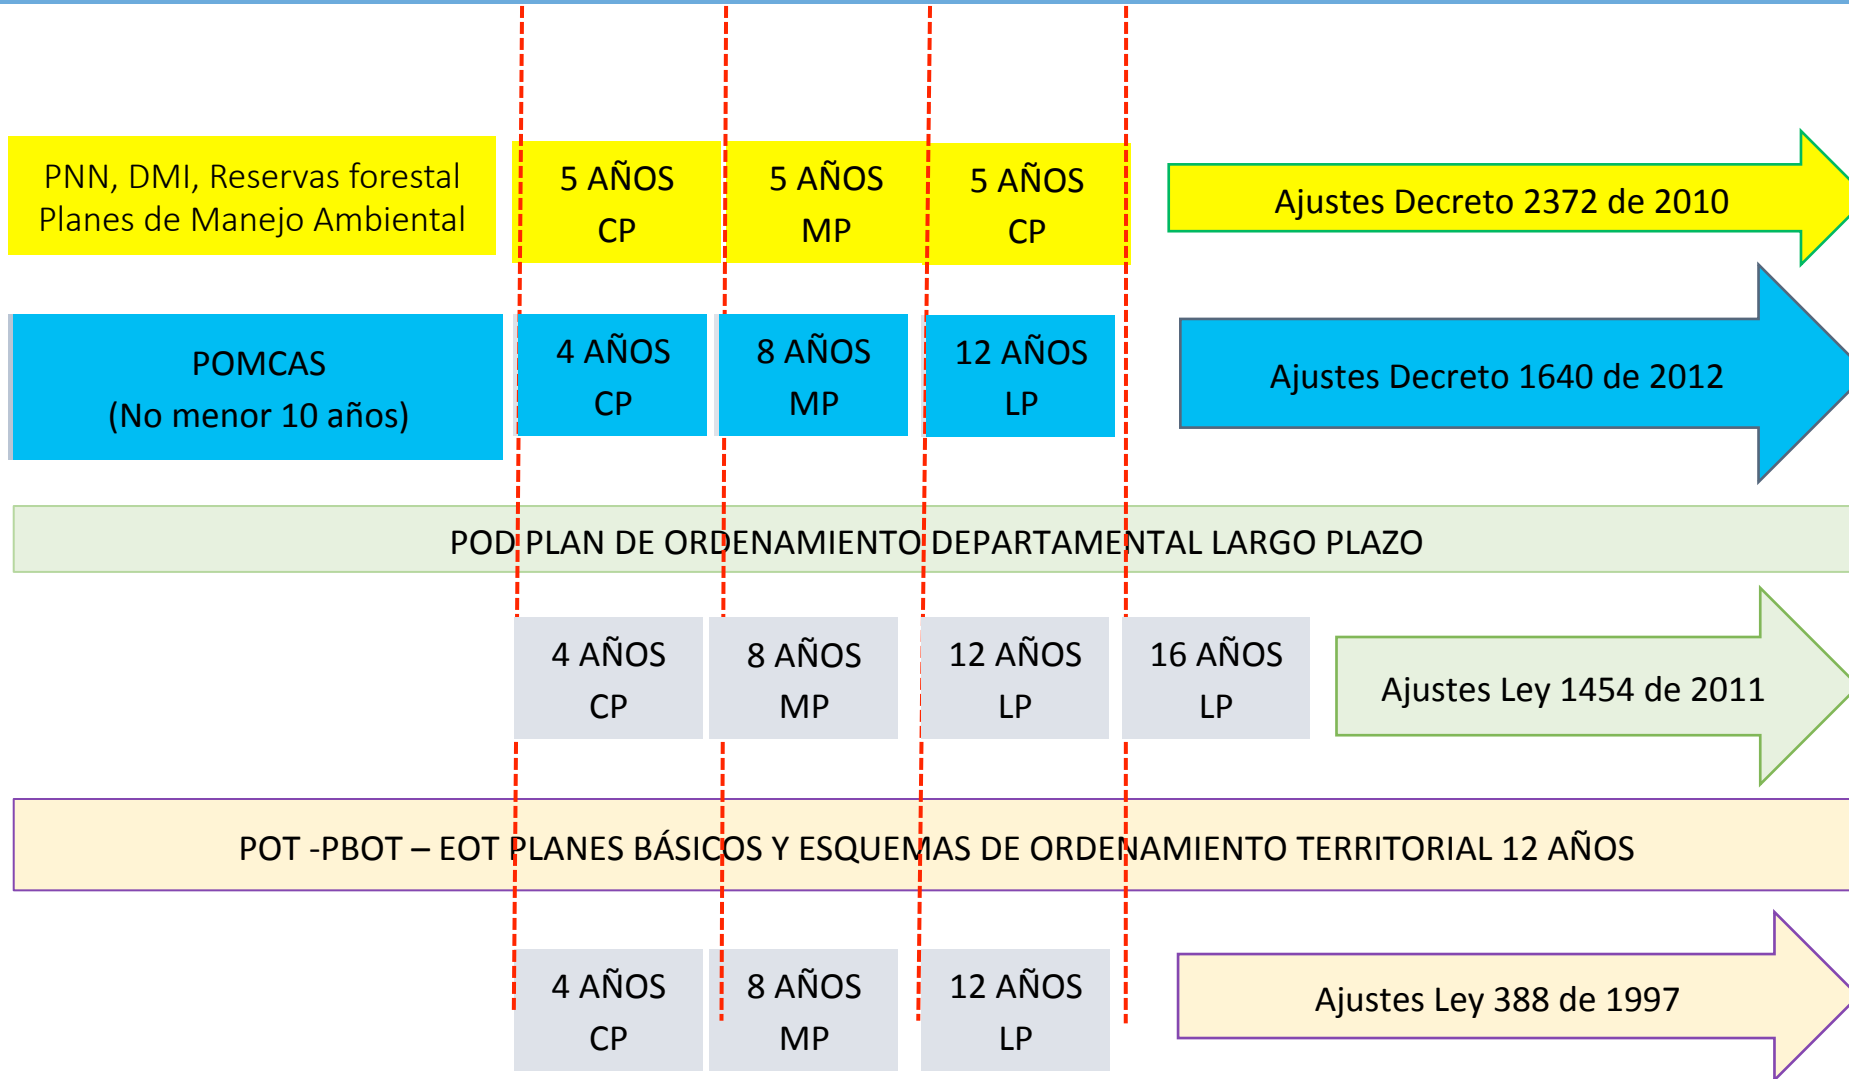 PNN, DMI, Reservas forestal
Planes de Manejo Ambiental
5 AÑOS
CP
5 AÑOS
MP
5 AÑOS
CP
Ajustes Decreto 2372 de 2010
POMCAS
(No menor 10 años)
4 AÑOS
CP
8 AÑOS
MP
12 AÑOS
LP
Ajustes Decreto 1640 de 2012
POD PLAN DE ORDENAMIENTO DEPARTAMENTAL LARGO PLAZO
4 AÑOS
CP
8 AÑOS
MP
12 AÑOS
LP
16 AÑOS
LP
Ajustes Ley 1454 de 2011
POT -PBOT – EOT PLANES BÁSICOS Y ESQUEMAS DE ORDENAMIENTO TERRITORIAL 12 AÑOS
4 AÑOS
CP
8 AÑOS
MP
12 AÑOS
LP
Ajustes Ley 388 de 1997